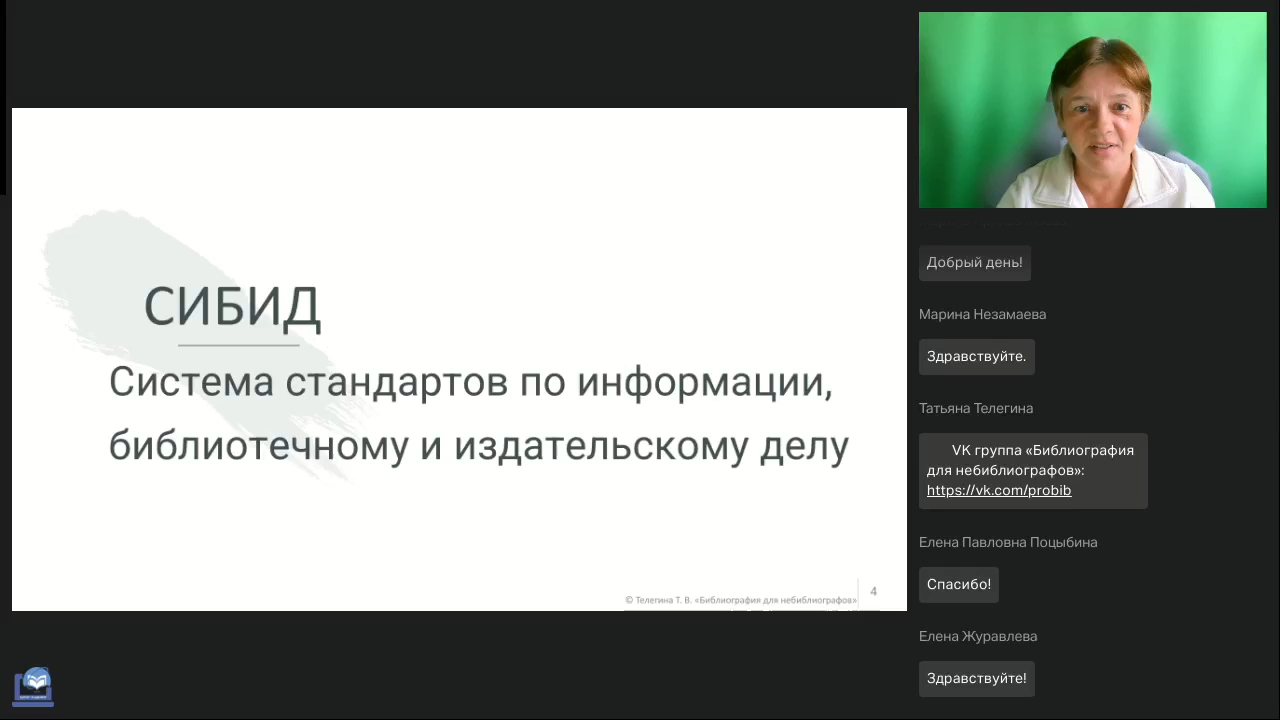 СИБИД
Система стандартов по информации,
библиотечному и издательскому делу
© Телегина Т. В. «Библиография для небиблиографов»
4
Добрый день!
Марина Незамаева
Здравствуйте.
Татьяна Телегина
VK группа «Библиография
для небиблиографов»:
https://vk.com/probib
Елена Павловна Поцыбина
Спасибо!
Елена Журавлева
Здравствуйте!